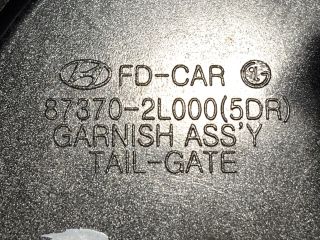 FD-CAR
87370-2L000(5DR)
GARNISH ASS'Y
TAIL-GATE